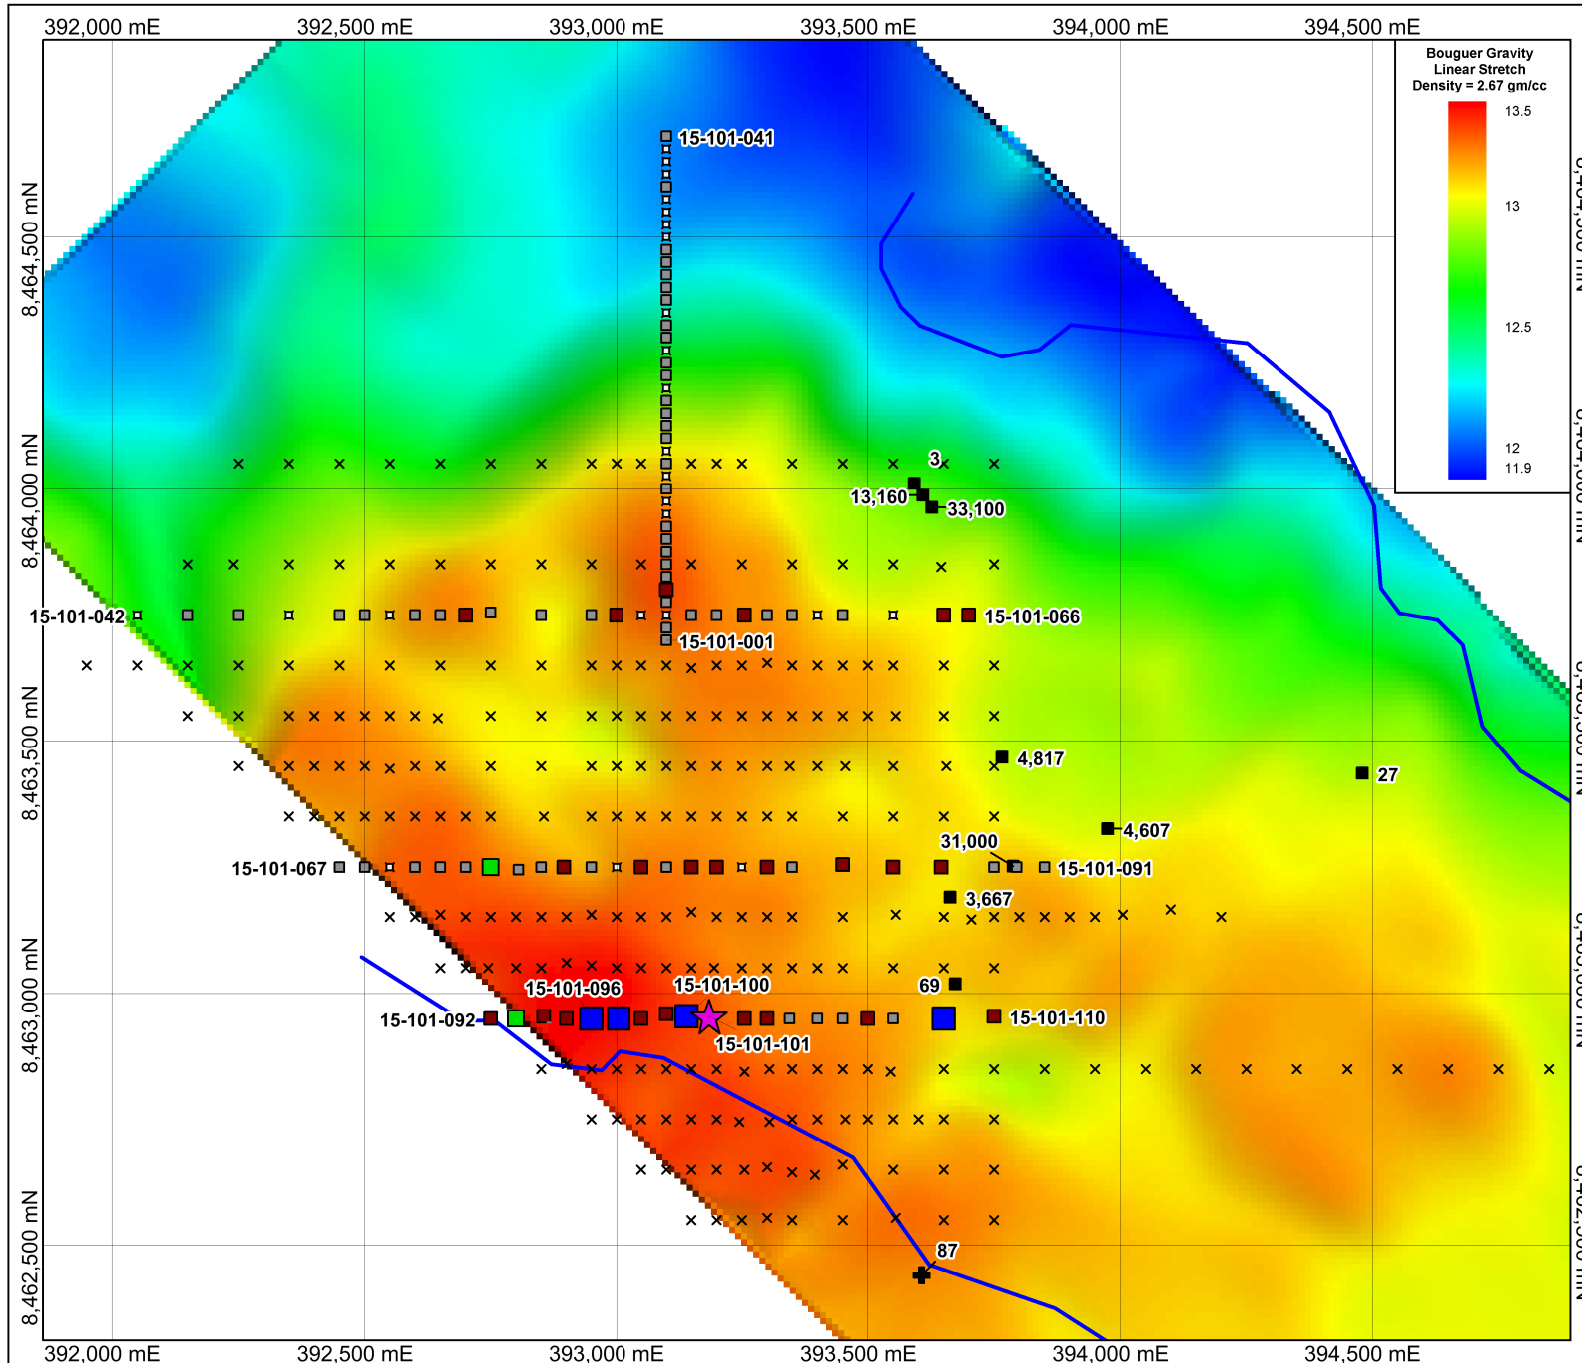 392,000 mE 392,500 mE 393,000 mE 393,500 mE 394,000 mE 394,500 mE
Bouguer Gravity
Linear Stretch
Density = 2.67 gm/cc
13.5
13
12.5
12
11.9
15-101-041
8,464,500 mN
3
13,160
33,100
8,464,000 mN
15-101-042
15-101-066
15-101-001
8,463,500 mN
4,817
27
4,607
31,000
15-101-067
15-101-091
3,667
8,463,000 mN
69
15-101-096
15-101-100
15-101-092
15-101-110
15-101-101
8,462,500 mN
87
392,000 mE 392,500 mE 393,000 mE 393,500 mE 394,000 mE 394,500 mE